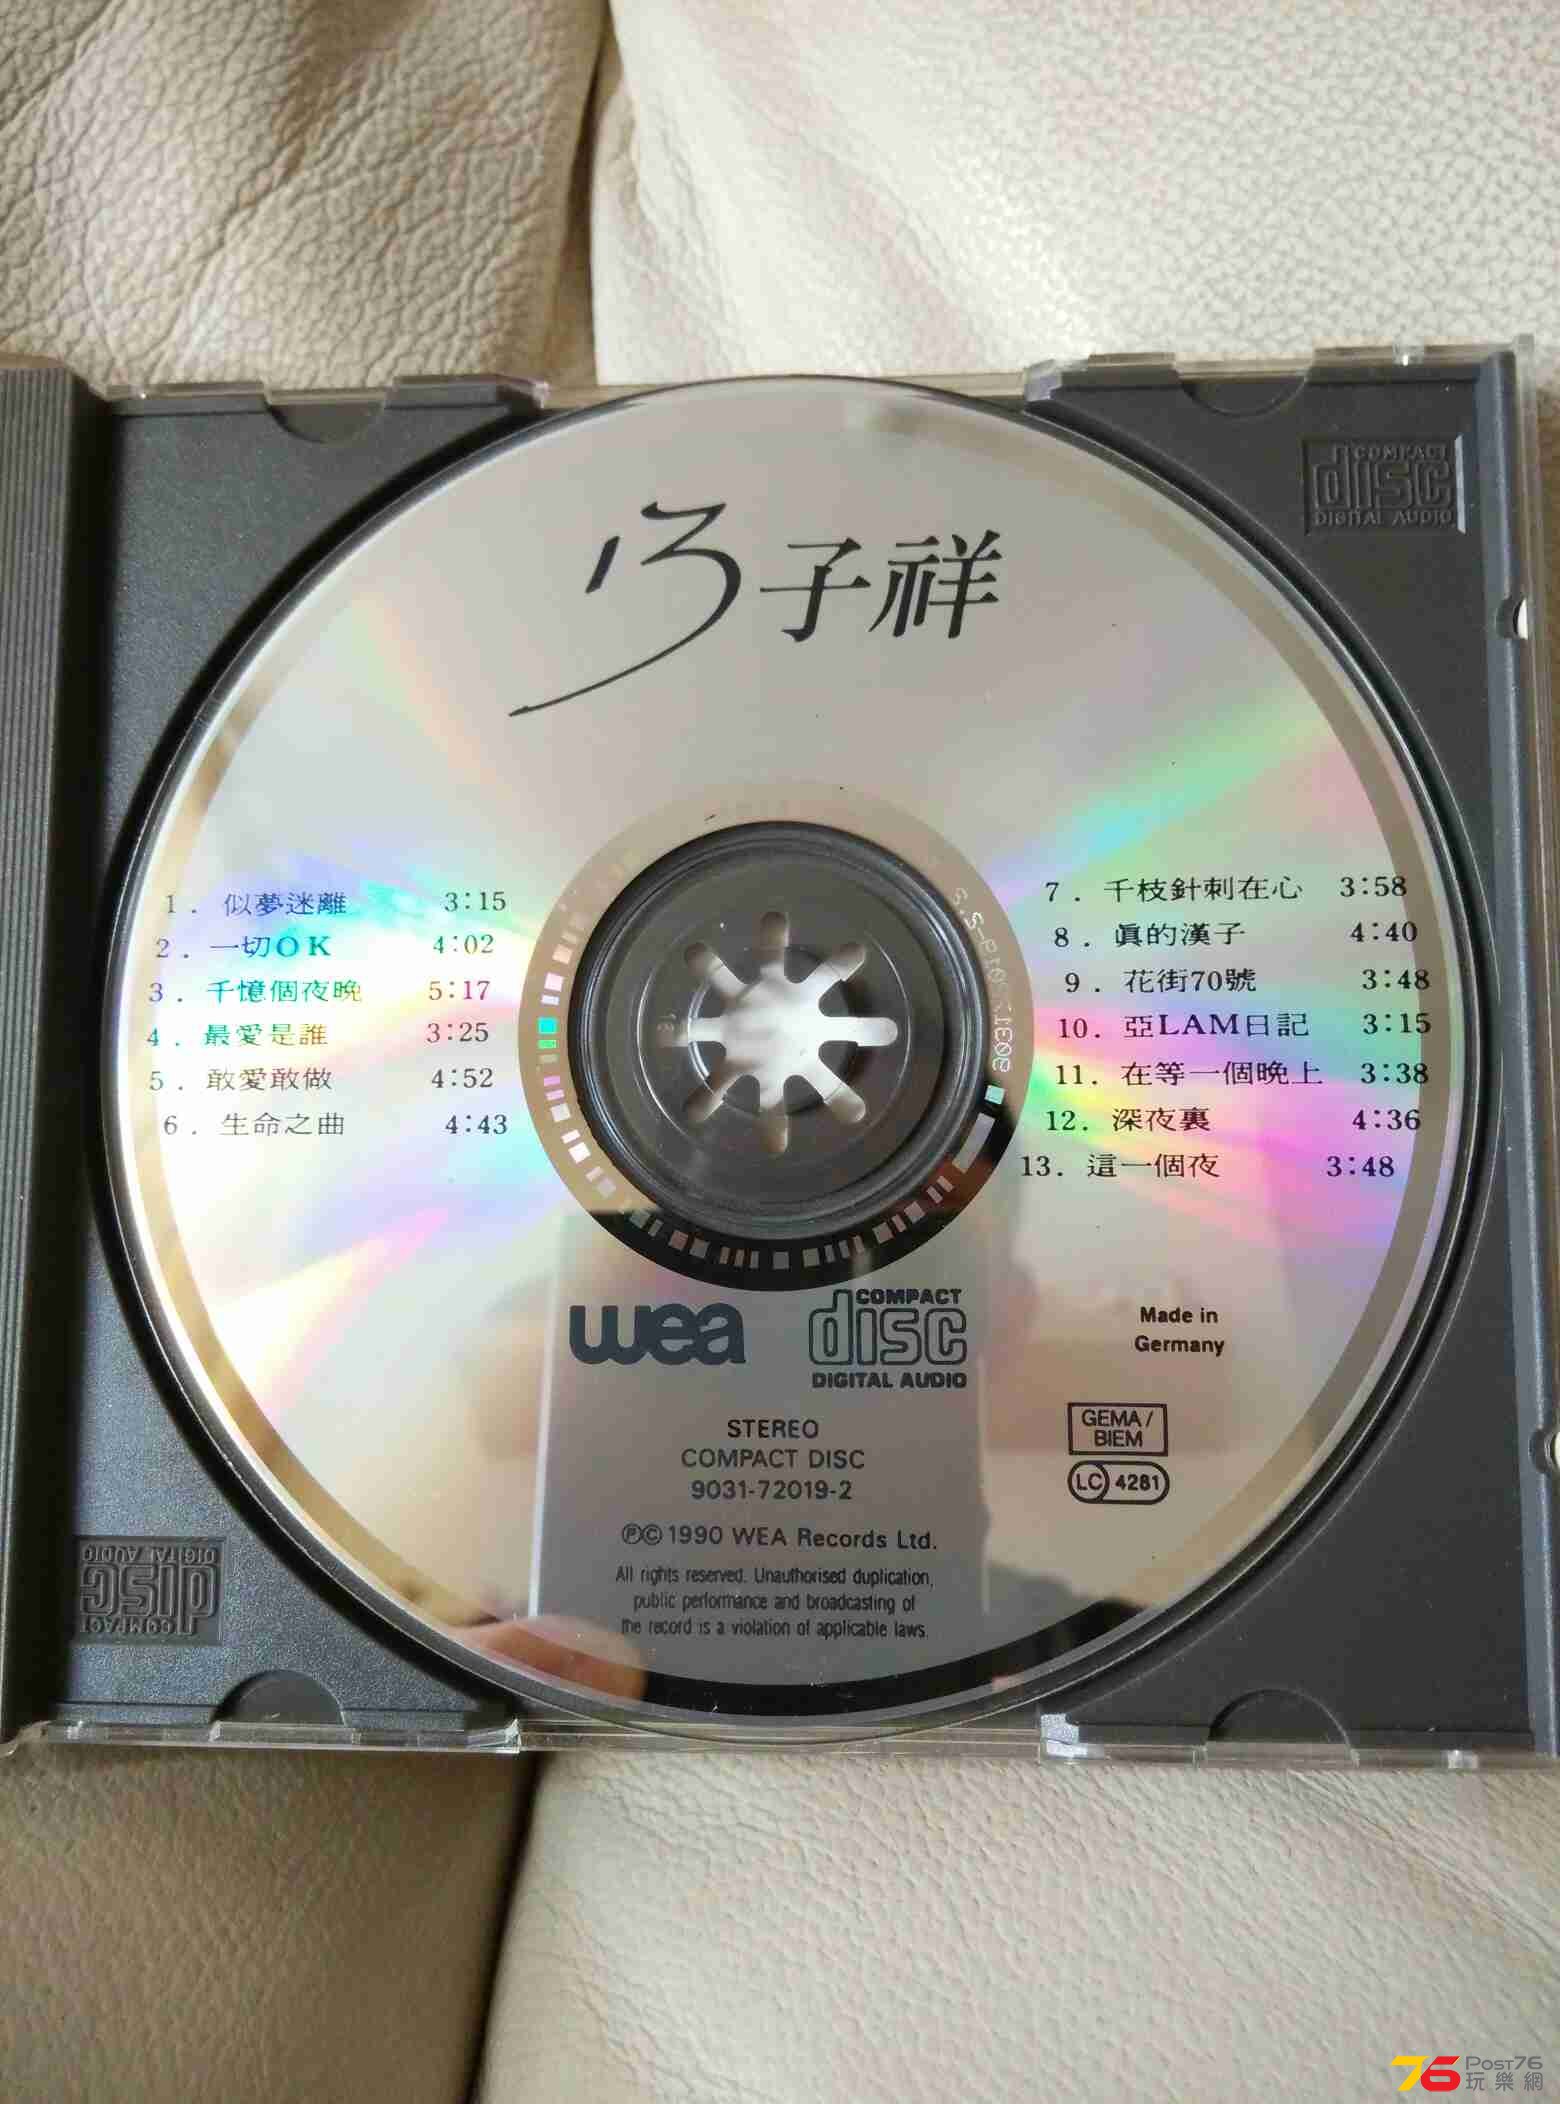 子祥
1. 似夢迷離 3:15
2. 一切OK 4:02
3. 千憶個夜晚 5:17
4. 最愛是誰 3:25
5. 敢愛敢做 4:52
6. 生命之曲 4:43
7. 千枝針刺在心 3:58
8. 眞的漢子 4:40
9. 花街70號 3:48
10. 亞LAM日記 3:15
11. 在等一個晚上 3:38
12. 深夜裏 4:36
13. 這一個夜 3:48
wea
COMPACT
disc
DIGITAL AUDIO
Made in
Germany
GEMA/
BIEM
LC 4281
STEREO
COMPACT DISC
9031-72019-2
ⓅⒸ 1990 WEA Records Ltd.
All rights reserved. Unauthorised duplication,
public performance and broadcasting of
the record is a violation of applicable laws.
COMPACT
disc
DIGITAL AUDIO
COMPACT
disc
DIGITAL AUDIO
76 Post76
玩樂網